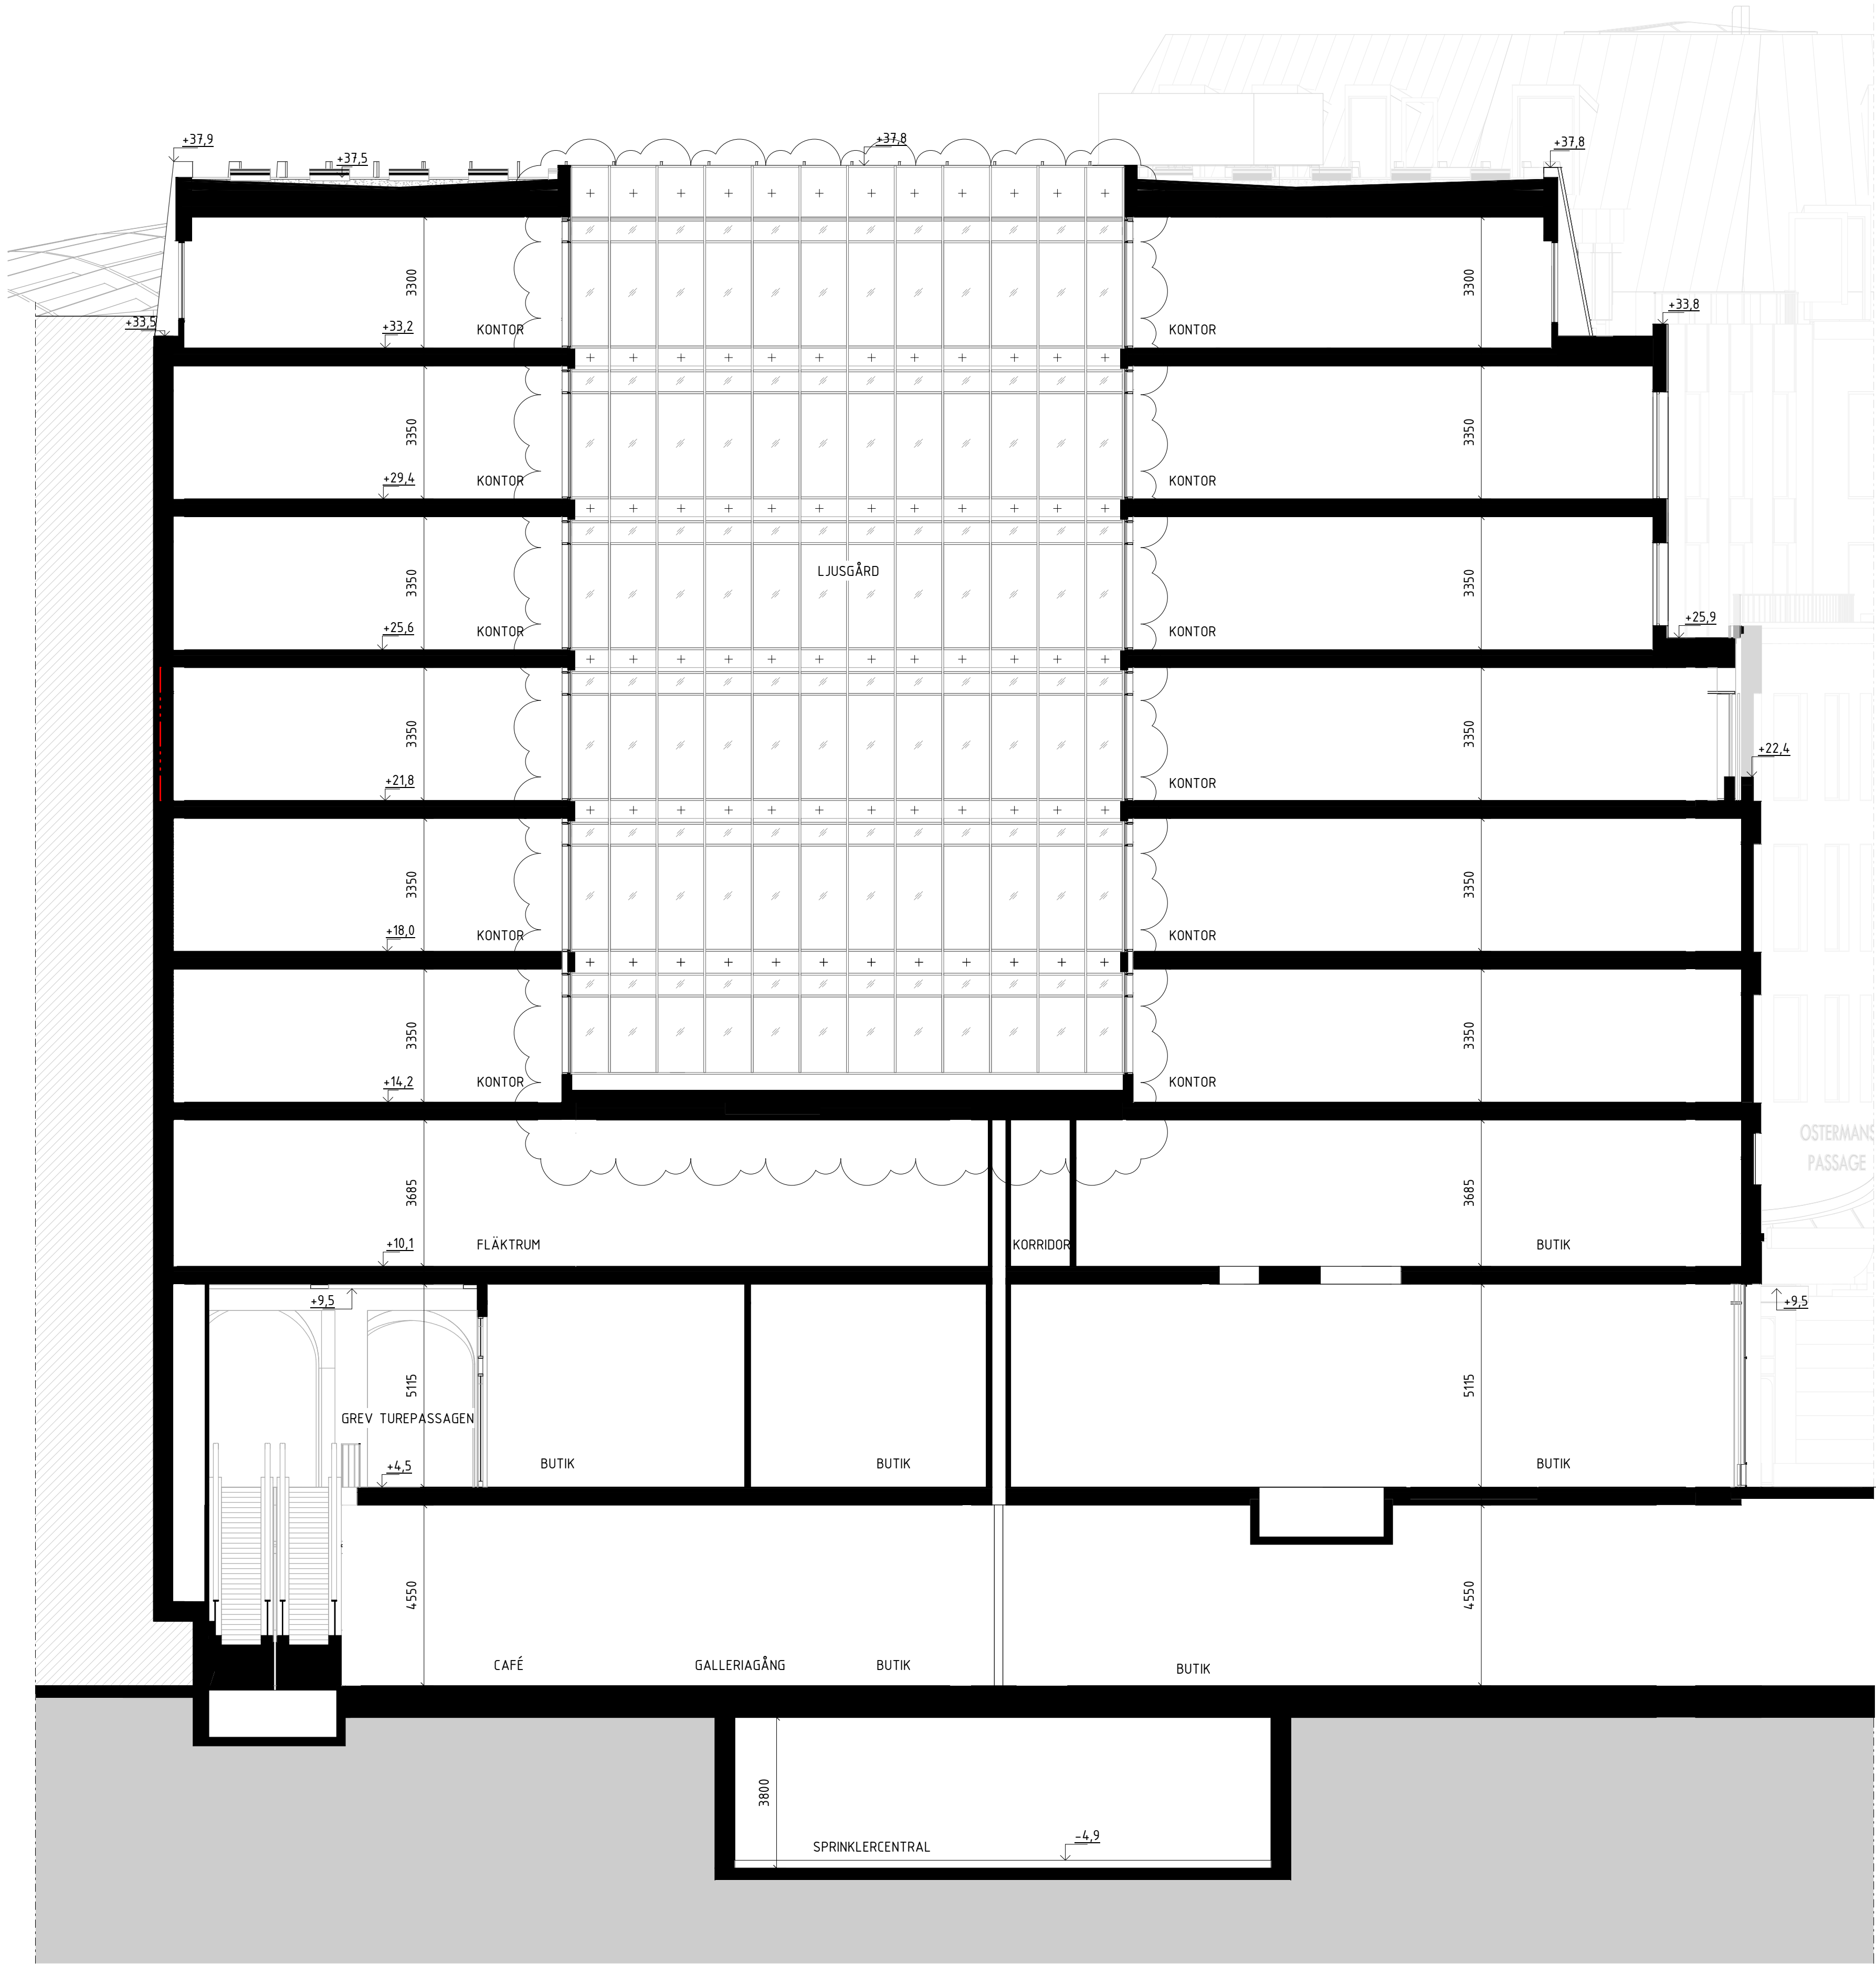 +37,9
+37,5
+37,8
+37,8
3300
3300
+33,5
+33,2
KONTOR
KONTOR
+33,8
3350
3350
+29,4
KONTOR
KONTOR
3350
LJUSGÅRD
3350
+25,6
KONTOR
KONTOR
+25,9
3350
3350
+22,4
+21,8
KONTOR
KONTOR
3350
3350
+18,0
KONTOR
KONTOR
3350
3350
+14,2
KONTOR
KONTOR
OSTERMANS
PASSAGE
3685
3685
+10,1
FLÄKTRUM
KORRIDOR
BUTIK
+9,5
+9,5
5115
5115
GREV TUREPASSAGEN
+4,5
BUTIK
BUTIK
BUTIK
4550
4550
CAFÉ
GALLERIAGÅNG
BUTIK
BUTIK
3800
SPRINKLERCENTRAL
-4,9